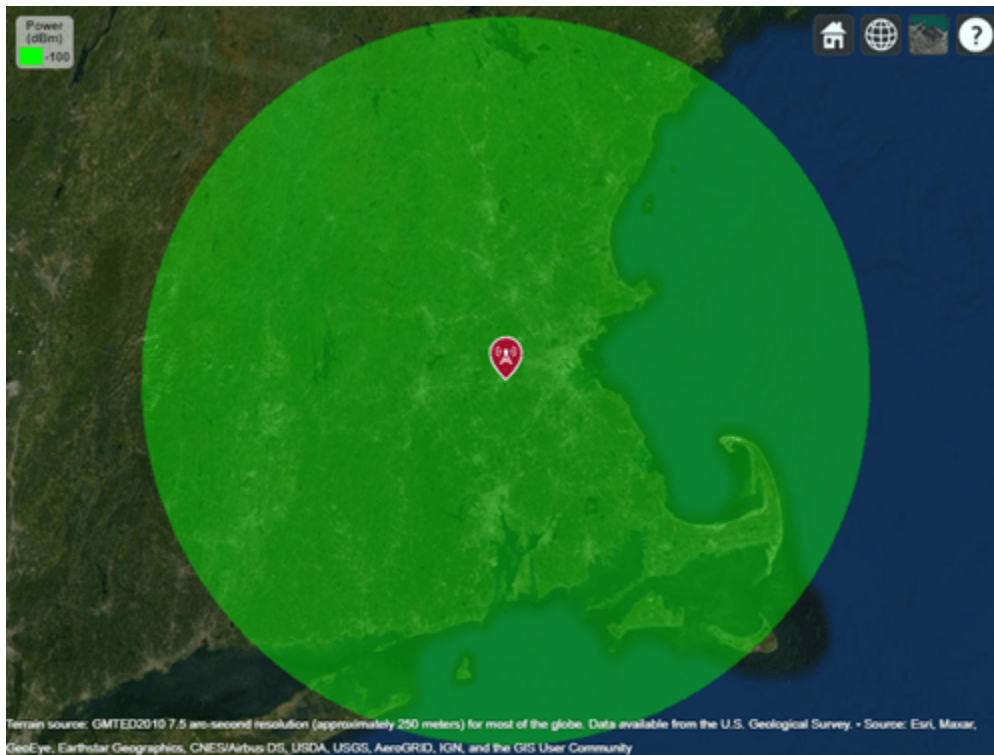 Power
(dBm)
-100
?
Terrain source: GMTED2010 7.5 arc-second resolution (approximately 250 meters) for most of the globe. Data available from the U.S. Geological Survey. • Source: Esri, Maxar,
GeoEye, Earthstar Geographics, CNES/Airbus DS, USDA, USGS, AeroGRID, IGN, and the GIS User Community